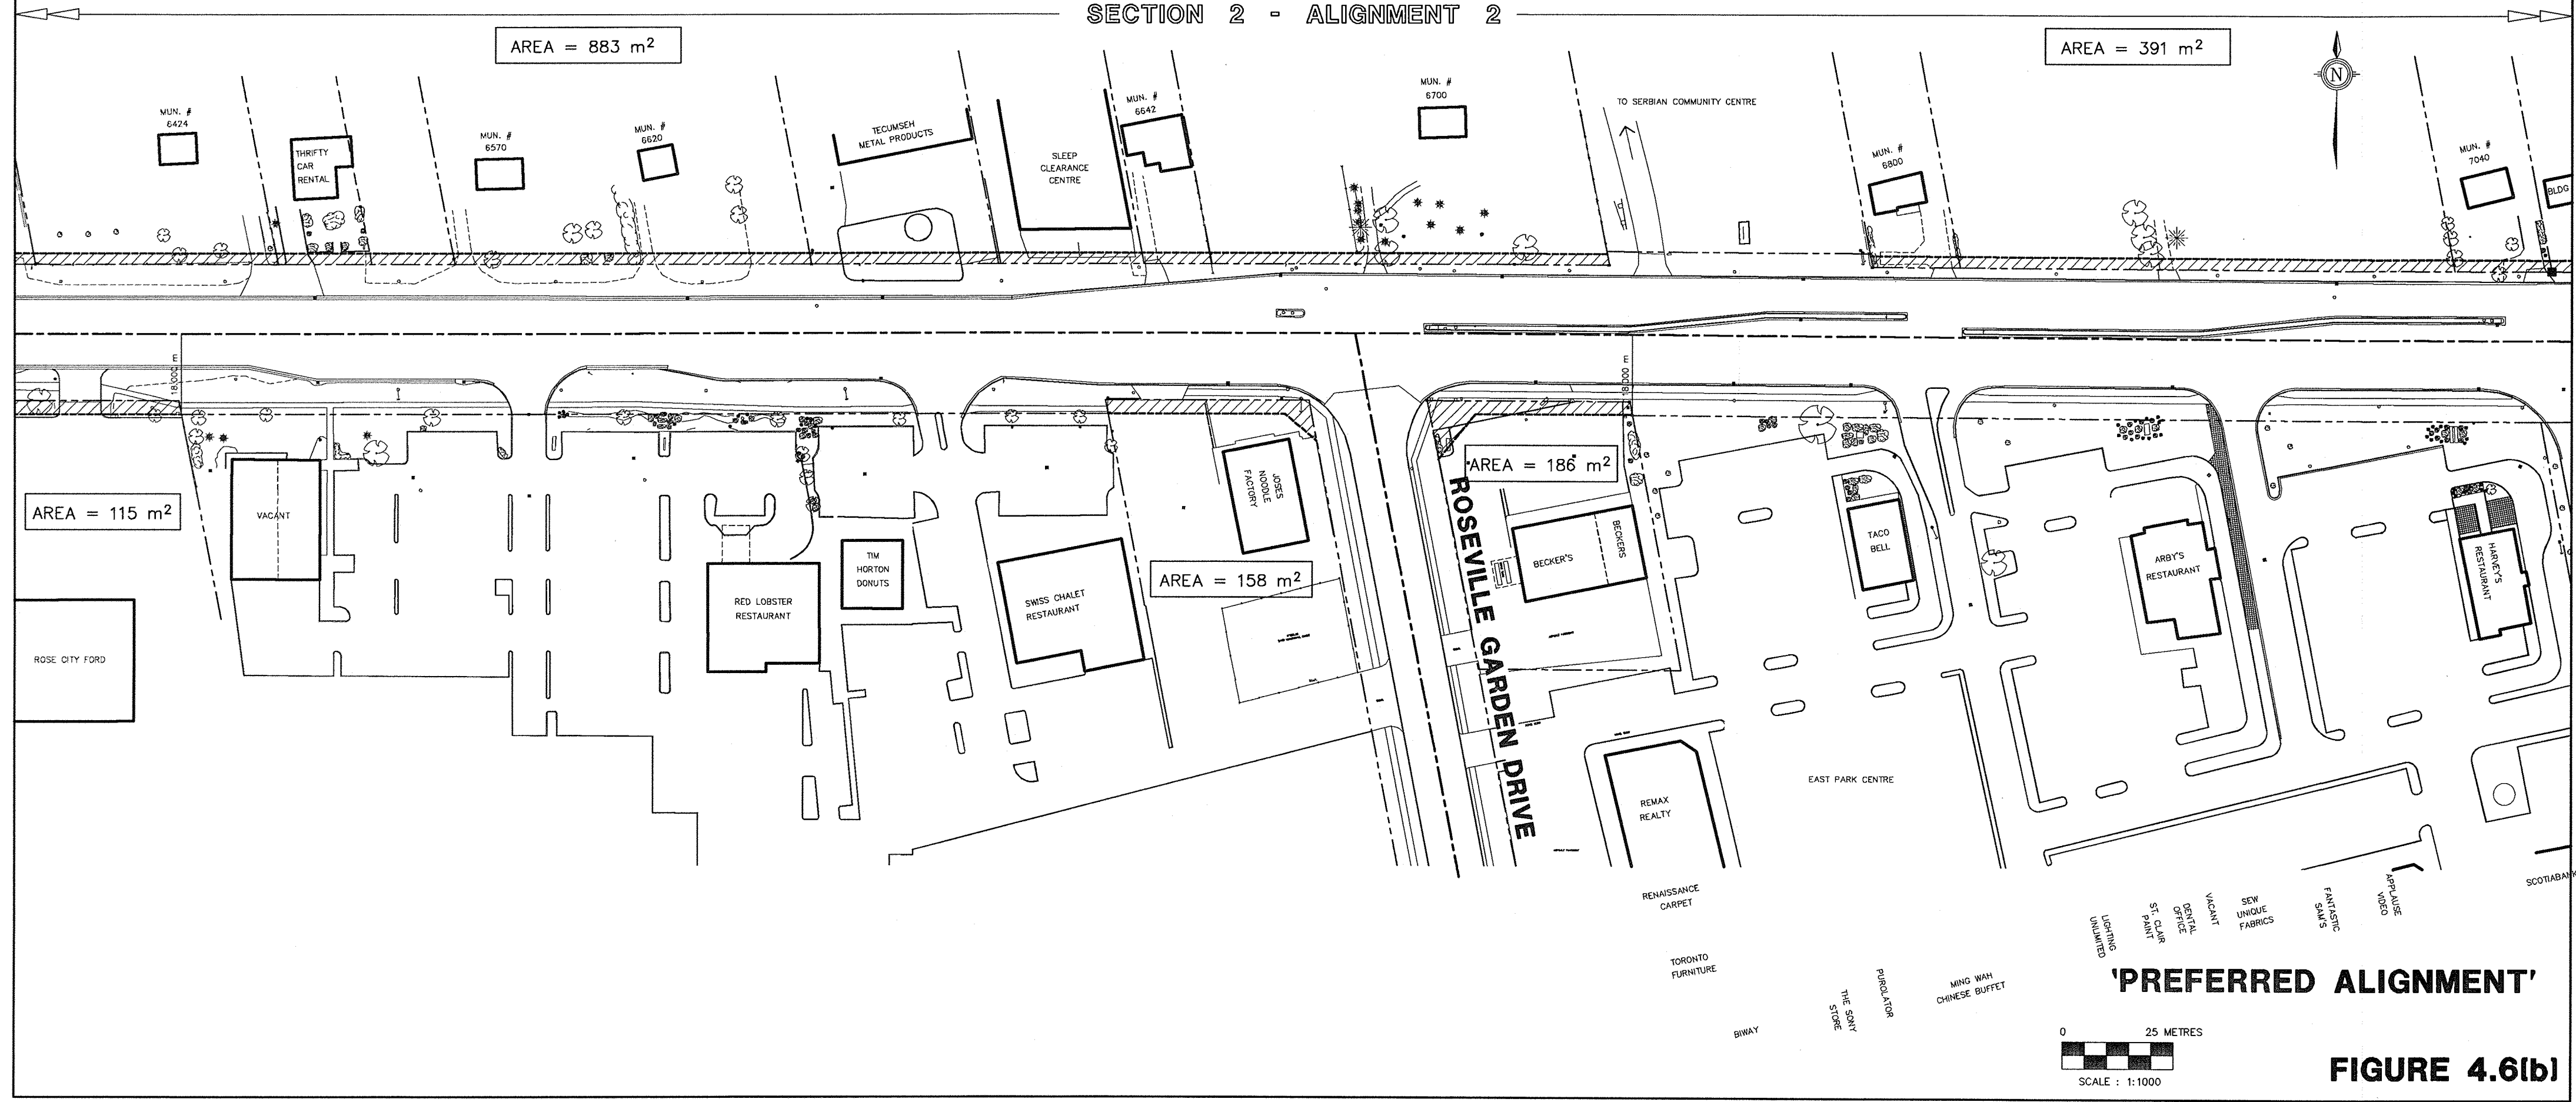 SECTION 2 - ALIGNMENT 2
AREA = 883 m²
AREA = 391 m²
N
MUN. #
6424
THRIFTY
CAR
RENTAL
MUN. #
6570
MUN. #
6620
TECUMSEH
METAL PRODUCTS
SLEEP
CLEARANCE
CENTRE
MUN. #
6642
MUN. #
6700
TO SERBIAN COMMUNITY CENTRE
MUN. #
6800
MUN. #
7040
BLDG
18.000 m
18.000 m
AREA = 115 m²
VACANT
ROSE CITY FORD
RED LOBSTER
RESTAURANT
TIM
HORTON
DONUTS
SWISS CHALET
RESTAURANT
JOSES
NOODLE
FACTORY
AREA = 158 m²
AREA = 186 m²
ROSEVILLE GARDEN DRIVE
BECKER'S
BECKERS
TACO
BELL
ARBY'S
RESTAURANT
HARVEY'S
RESTAURANT
EAST PARK CENTRE
REMAX
REALTY
RENAISSANCE
CARPET
TORONTO
FURNITURE
BIWAY
THE SONY
STORE
PUROLATOR
MING WAH
CHINESE BUFFET
LIGHTING
UNLIMITED
ST. CLAIR
PAINT
DENTAL
OFFICE
VACANT
SEW
UNIQUE
FABRICS
FANTASTIC
SAM'S
APPLAUSE
VIDEO
SCOTIABANK
'PREFERRED ALIGNMENT'
0 25 METRES
SCALE : 1:1000
FIGURE 4.6(b)